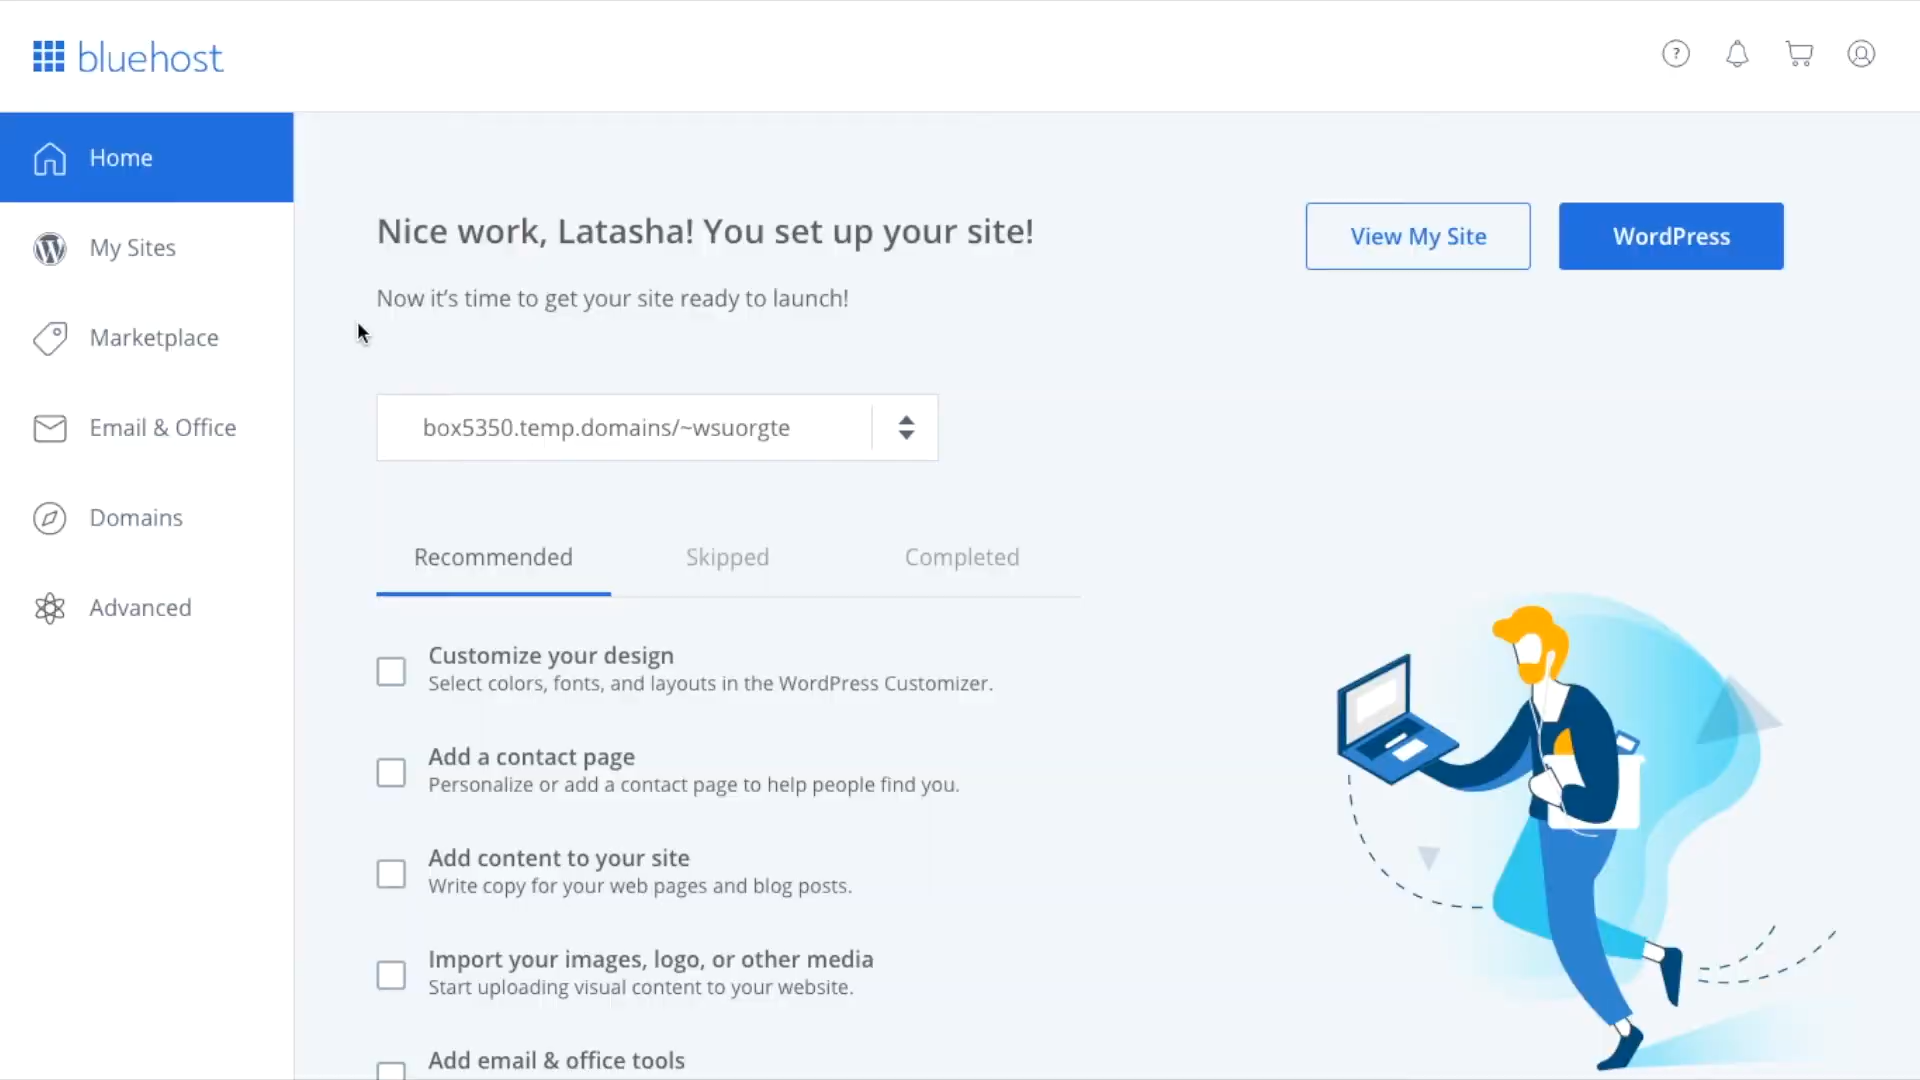 bluehost
Home
My Sites
Marketplace
Email & Office
Domains
Advanced
Nice work, Latasha! You set up your site!
Now it’s time to get your site ready to launch!
View My Site
WordPress
box5350.temp.domains/~wsuorgte
Recommended
Skipped
Completed
Customize your design
Select colors, fonts, and layouts in the WordPress Customizer.
Add a contact page
Personalize or add a contact page to help people find you.
Add content to your site
Write copy for your web pages and blog posts.
Import your images, logo, or other media
Start uploading visual content to your website.
Add email & office tools